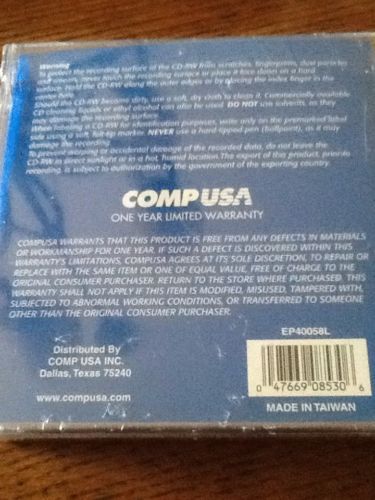 Warning
To protect the recording surface of the CD-RW from scratches, fingerprints, dust particles
and smears, never touch the recording surface or place it face down on a hard
surface. Hold the CD-RW along the outer edges or by placing the index finger in the
center hole.
Should the CD-RW become dirty, use a soft, dry cloth to clean it. Commercially available
CD cleaning liquids or ethyl alcohol can also be used. DO NOT use solvents, as they
may damage the recording surface.
When labeling a CD-RW for identification purposes, write only on the premarked label
side using a soft, felt-tip marker. NEVER use a hard-tipped pen (ballpoint), as it may
damage the recording
To prevent warping or accidental damage of the recorded data, do not leave the
CD-RW in direct sunlight or in a hot, humid location. The export of this product, prior to
recording, is subject to authorization by the government of the exporting country.
COMPUSA
ONE YEAR LIMITED WARRANTY
COMPUSA WARRANTS THAT THIS PRODUCT IS FREE FROM ANY DEFECTS IN MATERIALS
OR WORKMANSHIP FOR ONE YEAR. IF SUCH A DEFECT IS DISCOVERED WITHIN THIS
WARRANTY'S LIMITATIONS, COMPUSA AGREES AT ITS SOLE DISCRETION, TO REPAIR OR
REPLACE WITH THE SAME ITEM OR ONE OF EQUAL VALUE, FREE OF CHARGE TO THE
ORIGINAL CONSUMER PURCHASER. RETURN TO THE STORE WHERE PURCHASED. THIS
WARRANTY SHALL NOT APPLY IF THIS ITEM IS MODIFIED, MISUSED, TAMPERED WITH,
SUBJECTED TO ABNORMAL WORKING CONDITIONS, OR TRANSFERRED TO SOMEONE
OTHER THAN THE ORIGINAL CONSUMER PURCHASER.
EP40058L
Distributed By
COMP USA INC.
Dallas, Texas 75240
0 47669 08530 6
www.compusa.com
MADE IN TAIWAN